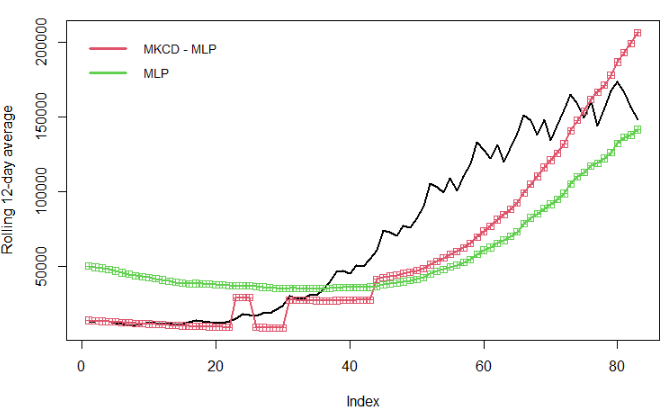 200000
150000
100000
50000
Rolling 12-day average
MKCD - MLP
MLP
0 20 40 60 80
Index